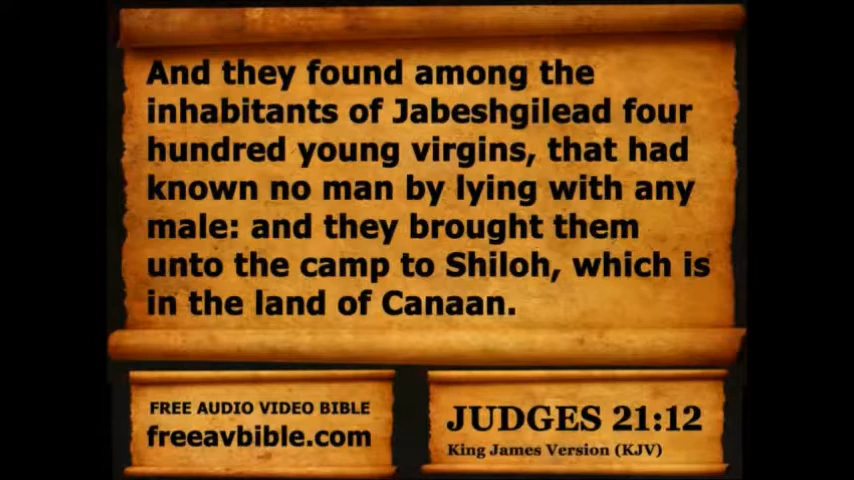 And they found among the
inhabitants of Jabeshgilead four
hundred young virgins, that had
known no man by lying with any
male: and they brought them
unto the camp to Shiloh, which is
in the land of Canaan.
FREE AUDIO VIDEO BIBLE
freeavbible.com
JUDGES 21:12
King James Version (KJV)